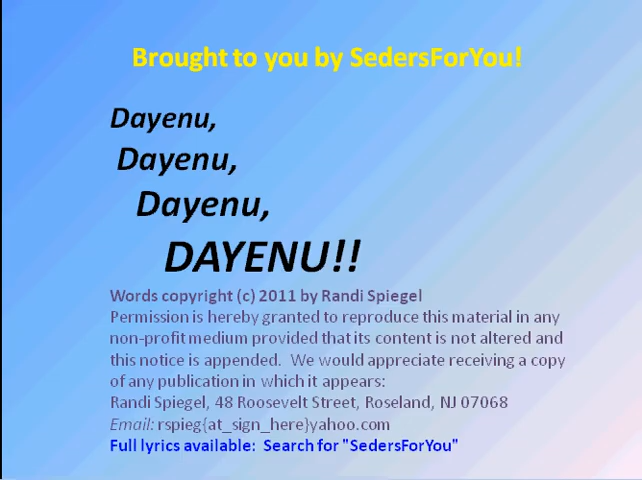 Brought to you by SedersForYou!
Dayenu,
Dayenu,
Dayenu,
DAYENU!!
Words copyright (c) 2011 by Randi Spiegel
Permission is hereby granted to reproduce this material in any
non-profit medium provided that its content is not altered and
this notice is appended.  We would appreciate receiving a copy
of any publication in which it appears:
Randi Spiegel, 48 Roosevelt Street, Roseland, NJ 07068
Email: rspieg{at_sign_here}yahoo.com
Full lyrics available:  Search for "SedersForYou"